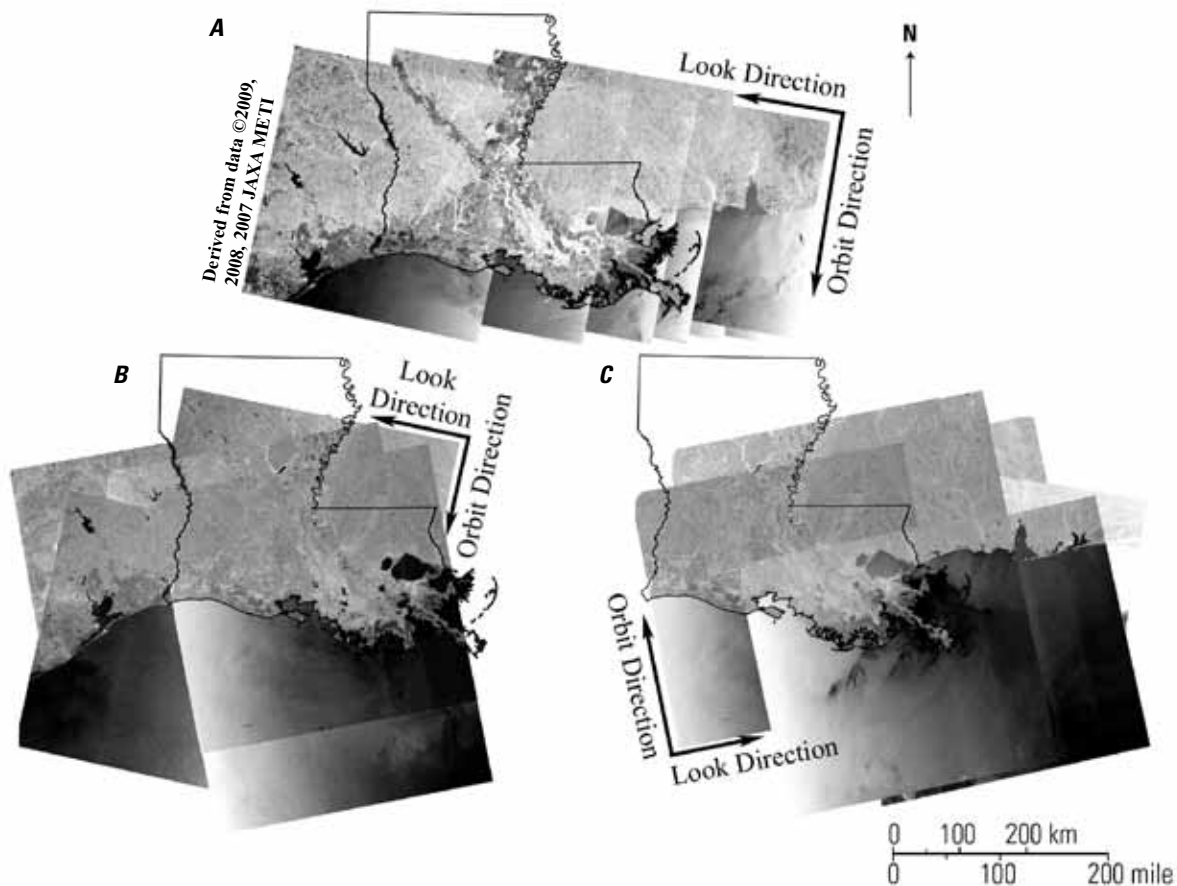 A
N
Look Direction
Orbit Direction
Derived from data ©2009,
2008, 2007 JAXA METI
B
Look
Direction
Orbit Direction
C
Orbit Direction
Look Direction
0 100 200 km
0 100 200 mile